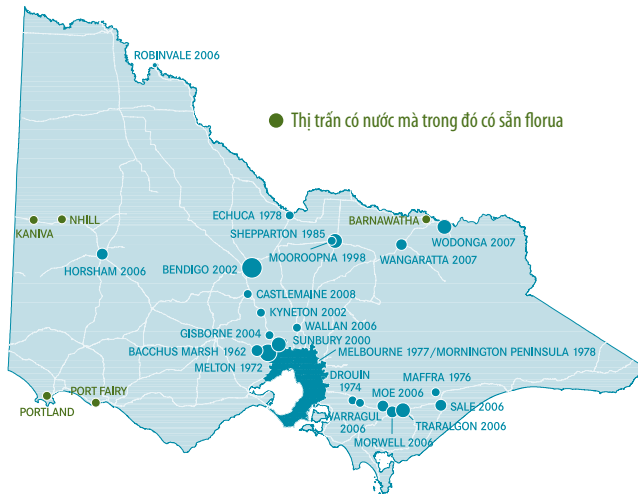 ROBINVALE 2006
Thị trấn có nước mà trong đó có sẵn florua
NHILL
KANIVA
ECHUCA 1978
BARNAWATHA
SHEPPARTON 1985
WODONGA 2007
MOOROOPNA 1998
WANGARATTA 2007
HORSHAM 2006
BENDIGO 2002
CASTLEMAINE 2008
KYNETON 2002
GISBORNE 2004
WALLAN 2006
SUNBURY 2000
BACCHUS MARSH 1962
MELBOURNE 1977/MORNINGTON PENINSULA 1978
MELTON 1972
DROUIN
1974
MAFFRA 1976
PORT FAIRY
MOE 2006
PORTLAND
SALE 2006
WARRAGUL
2006
TRARALGON 2006
MORWELL 2006